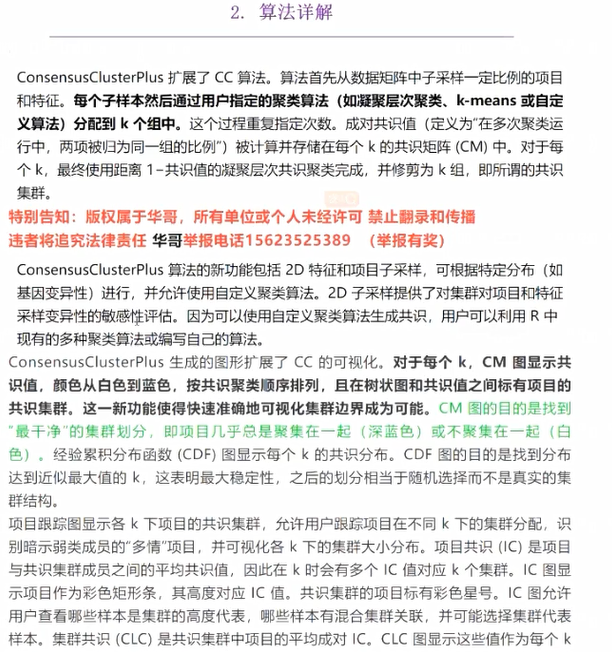 2. 算法详解
ConsensusClusterPlus 扩展了 CC 算法。算法首先从数据矩阵中子采样一定比例的项目
和特征。每个子样本然后通过用户指定的聚类算法（如凝聚层次聚类、k-means 或自定
义算法）分配到 k 个组中。这个过程重复指定次数。成对共识值（定义为“在多次聚类运
行中，两项被归为同一组的比例”）被计算并存储在每个 k 的共识矩阵 (CM) 中。对于每
个 k，最终使用距离 1−共识值的凝聚层次共识聚类完成，并修剪为 k 组，即所谓的共识
集群。
特别告知：版权属于华哥，所有单位或个人未经许可 禁止翻录和传播
违者将追究法律责任 华哥举报电话15623525389 （举报有奖）
ConsensusClusterPlus 算法的新功能包括 2D 特征和项目子采样，可根据特定分布（如
基因变异性）进行，并允许使用自定义聚类算法。2D 子采样提供了对集群对项目和特征
采样变异性的敏感性评估。因为可以使用自定义聚类算法生成共识，用户可以利用 R 中
现有的多种聚类算法或编写自己的算法。
ConsensusClusterPlus 生成的图形扩展了 CC 的可视化。对于每个 k，CM 图显示共
识值，颜色从白色到蓝色，按共识聚类顺序排列，且在树状图和共识值之间标有项目的
共识集群。这一新功能使得快速准确地可视化集群边界成为可能。CM 图的目的是找到
“最干净”的集群划分，即项目几乎总是聚集在一起（深蓝色）或不聚集在一起（白
色）。经验累积分布函数 (CDF) 图显示每个 k 的共识分布。CDF 图的目的是找到分布
达到近似最大值的 k，这表明最大稳定性，之后的划分相当于随机选择而不是真实的集
群结构。
项目跟踪图显示各 k 下项目的共识集群，允许用户跟踪项目在不同 k 下的集群分配，识
别暗示弱类成员的“多情”项目，并可视化各 k 下的集群大小分布。项目共识 (IC) 是项目
与共识集群成员之间的平均共识值，因此在 k 时会有多个 IC 值对应 k 个集群。IC 图显
示项目作为彩色矩形条，其高度对应 IC 值。共识集群的项目标有彩色星号。IC 图允许
用户查看哪些样本是集群的高度代表，哪些样本有混合集群关联，并可能选择集群代表
样本。集群共识 (CLC) 是共识集群中项目的平均成对 IC。CLC 图显示这些值作为每个 k